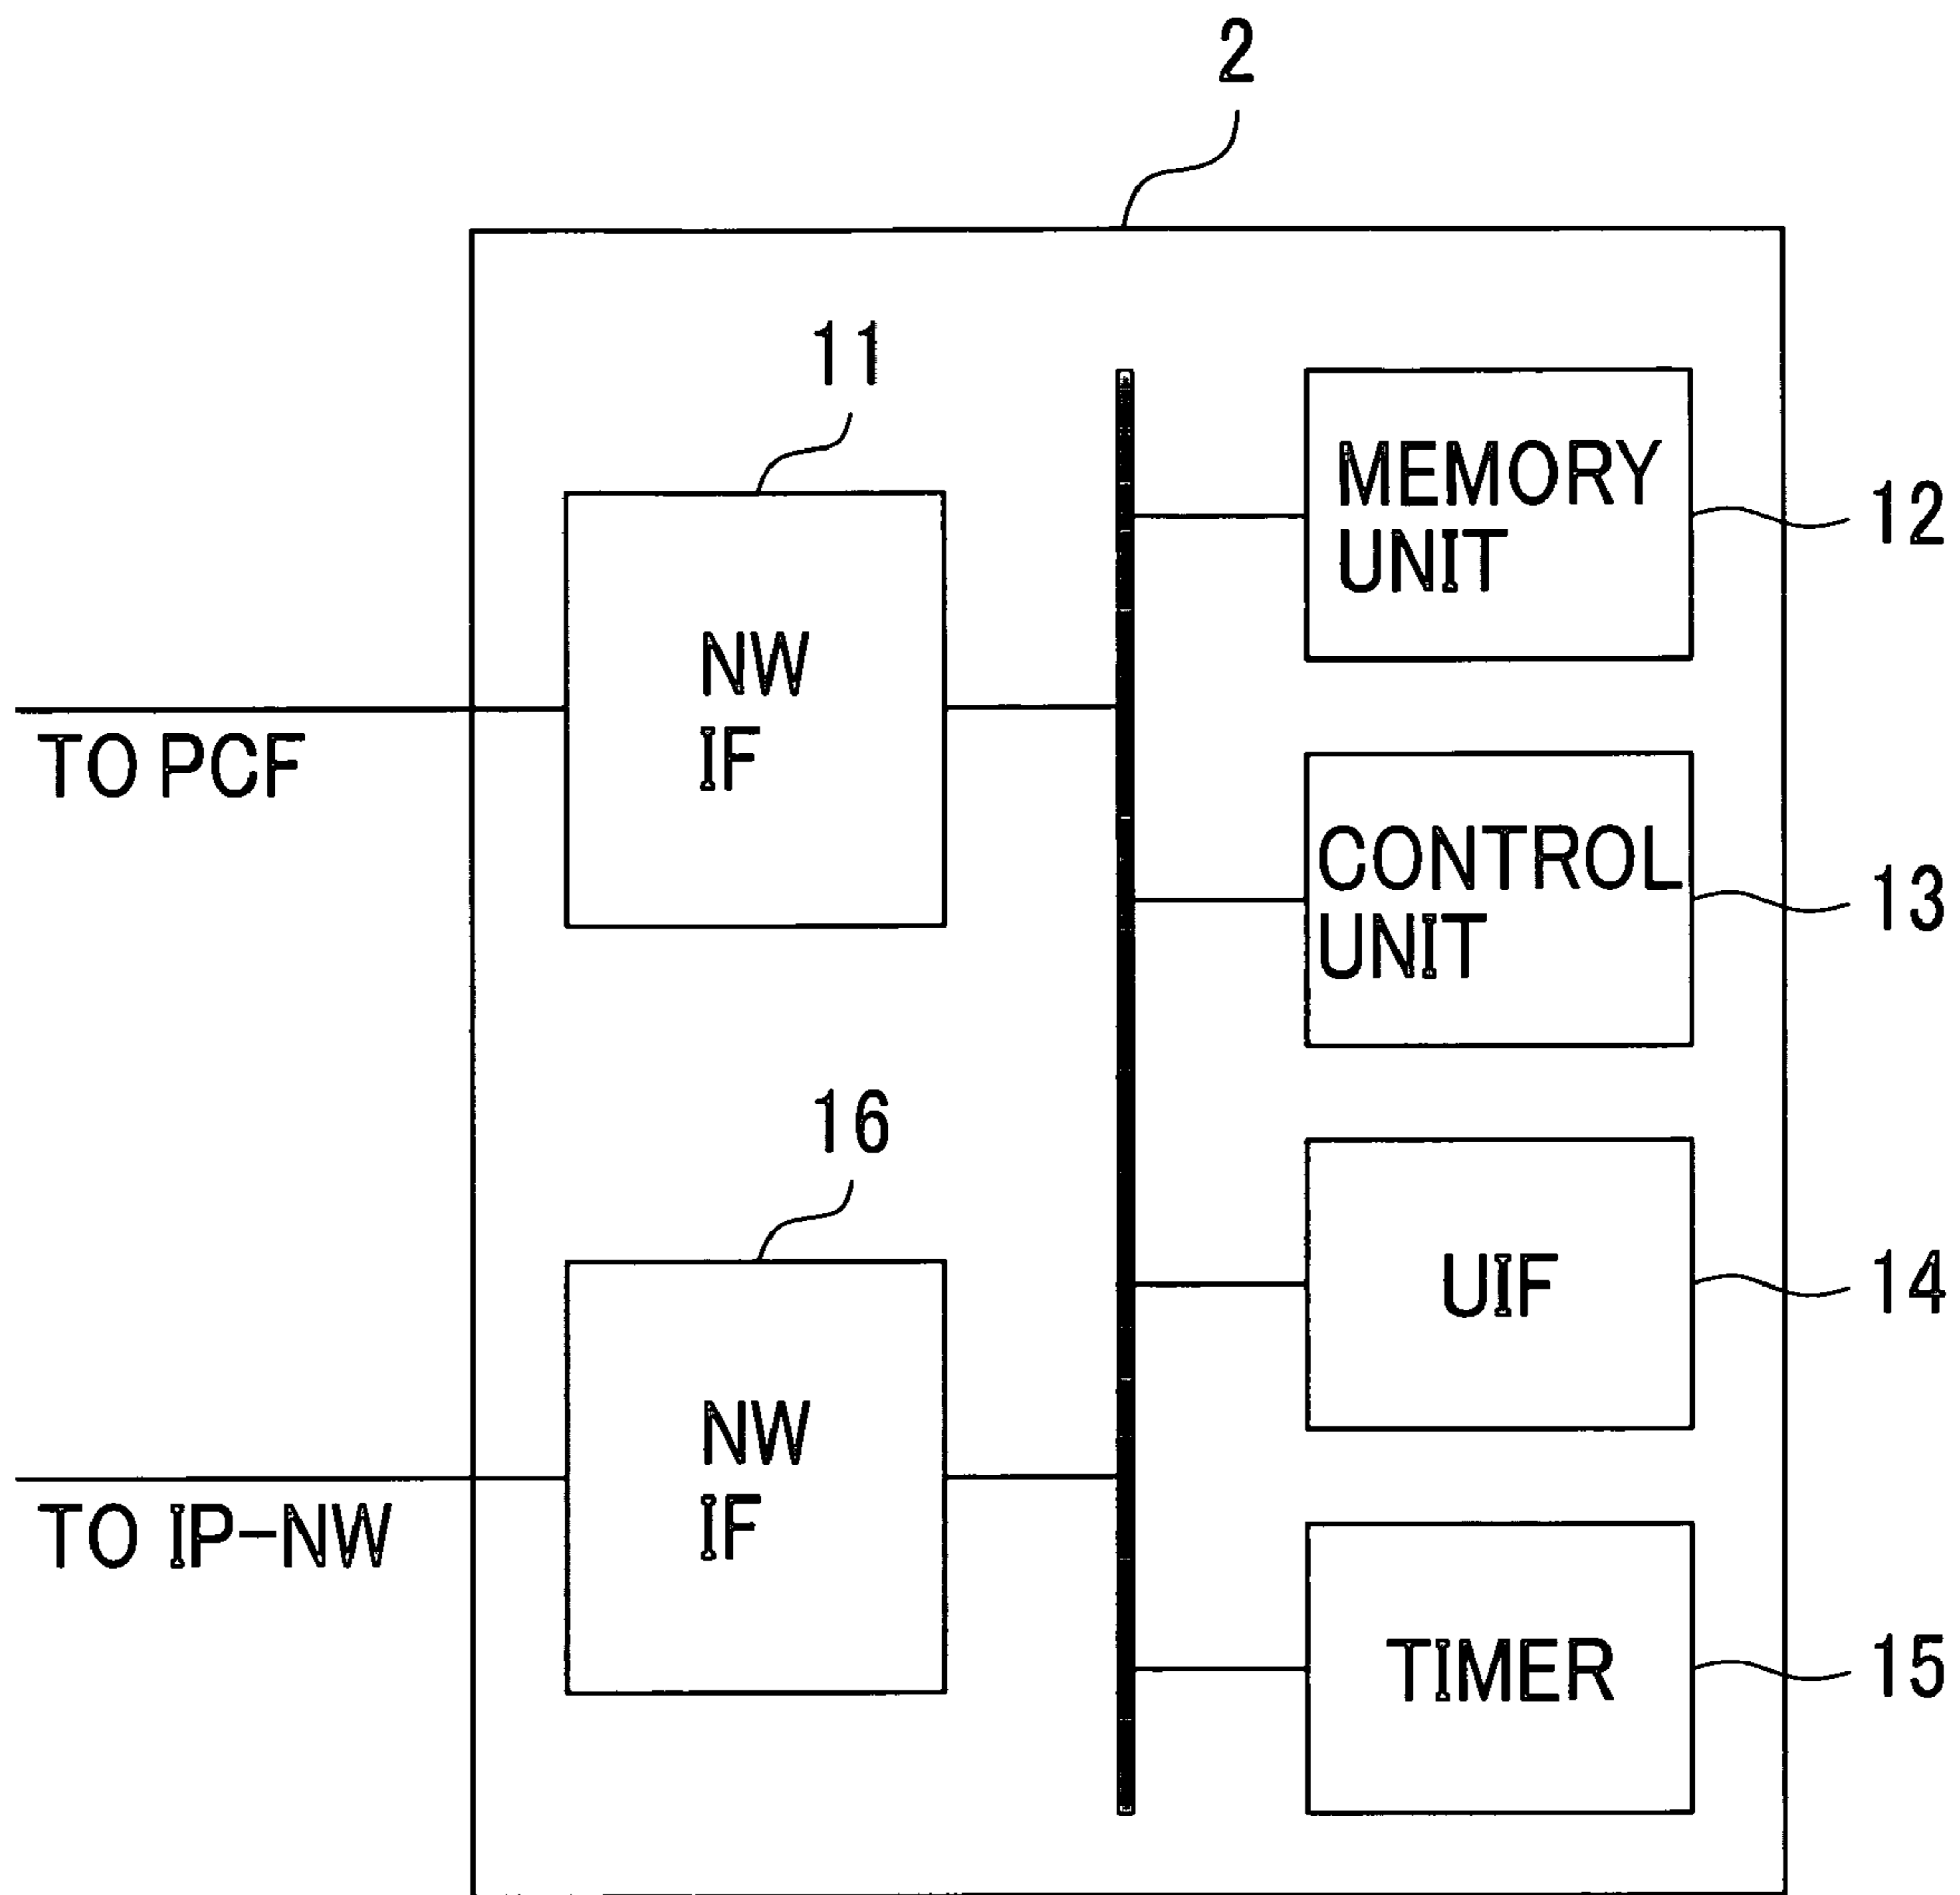 2
11
NW
IF
TO PCF
MEMORY
UNIT
12
CONTROL
UNIT
13
16
NW
IF
TO IP-NW
UIF
14
TIMER
15